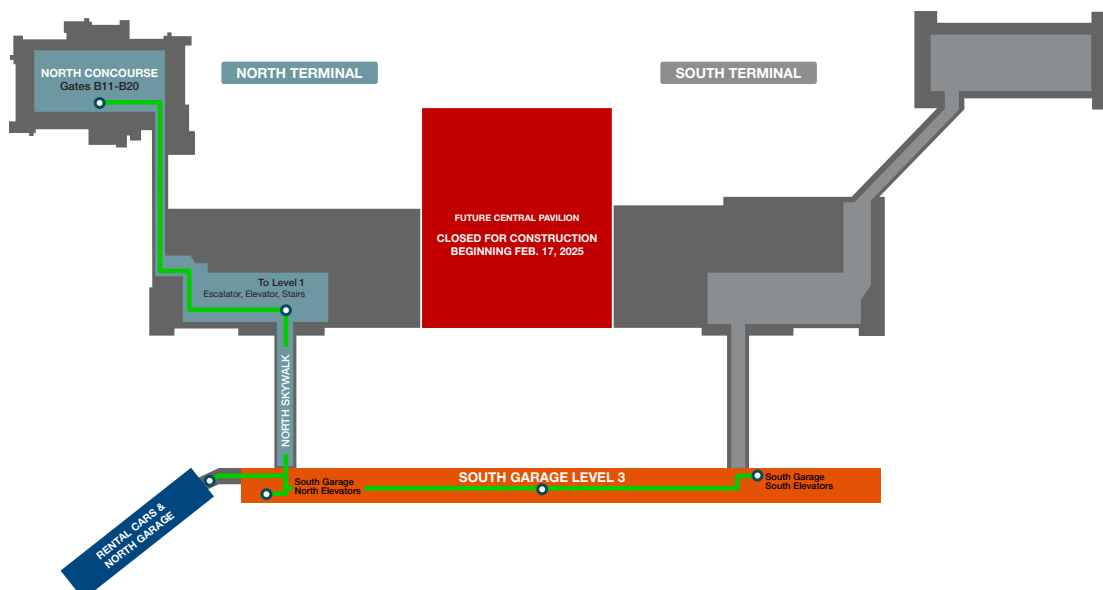 NORTH CONCOURSE
Gates B11-B20
NORTH TERMINAL
SOUTH TERMINAL
FUTURE CENTRAL PAVILION
CLOSED FOR CONSTRUCTION
BEGINNING FEB. 17, 2025
To Level 1
Escalator, Elevator, Stairs
NORTH SKYWALK
SOUTH GARAGE LEVEL 3
South Garage
North Elevators
South Garage
South Elevators
RENTAL CARS &
NORTH GARAGE